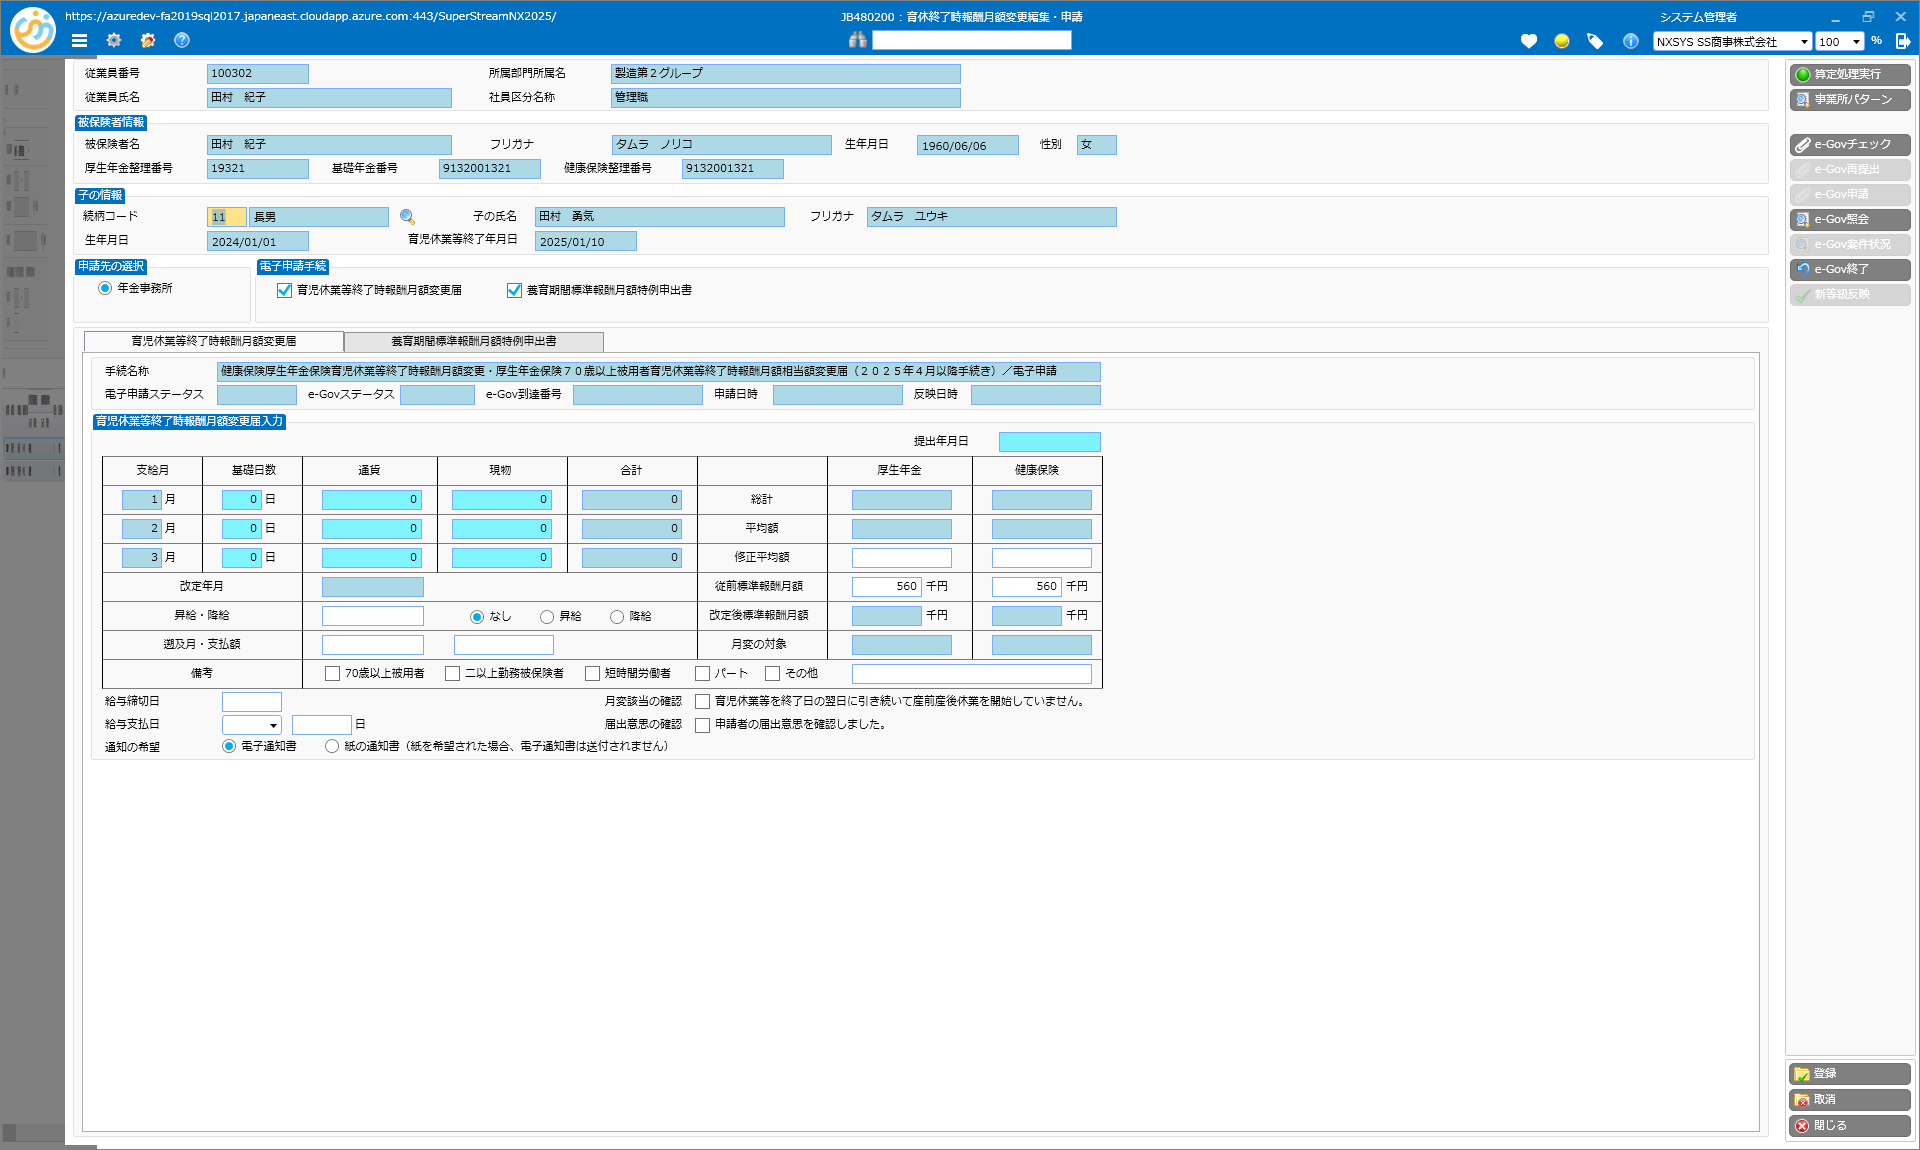 https://azuredev-fa2019sql2017.japaneast.cloudapp.azure.com:443/SuperStreamNX2025/
JB480200：育休終了時報酬月額変更編集・申請
システム管理者
NXSYS SS商事株式会社 100 %
従業員番号 100302 所属部門所属名 製造第２グループ
従業員氏名 田村　紀子 社員区分名称 管理職
被保険者情報
被保険者名 田村　紀子 フリガナ タムラ　ノリコ 生年月日 1960/06/06 性別 女
厚生年金整理番号 19321 基礎年金番号 9132001321 健康保険整理番号 9132001321
子の情報
続柄コード 11 長男 子の氏名 田村　勇気 フリガナ タムラ　ユウキ
生年月日 2024/01/01 育児休業等終了年月日 2025/01/10
申請先の選択 電子申請手続
年金事務所 育児休業等終了時報酬月額変更届 養育期間標準報酬月額特例申出書
育児休業等終了時報酬月額変更届 養育期間標準報酬月額特例申出書
手続名称 健康保険厚生年金保険育児休業等終了時報酬月額変更・厚生年金保険７０歳以上被用者育児休業等終了時報酬月額相当額変更届（２０２５年４月以降手続き）／電子申請
電子申請ステータス e-Govステータス e-Gov到達番号 申請日時 反映日時
育児休業等終了時報酬月額変更届入力
提出年月日
支給月 基礎日数 通貨 現物 合計 厚生年金 健康保険
1 月 0 日 0 0 0 総計
2 月 0 日 0 0 0 平均額
3 月 0 日 0 0 0 修正平均額
改定年月 従前標準報酬月額 560 千円 560 千円
昇給・降給 なし 昇給 降給 改定後標準報酬月額 千円 千円
遡及月・支払額 月変の対象
備考 70歳以上被用者 二以上勤務被保険者 短時間労働者 パート その他
給与締切日 月変該当の確認 育児休業等を終了日の翌日に引き続いて産前産後休業を開始していません。
給与支払日 日 届出意思の確認 申請者の届出意思を確認しました。
通知の希望 電子通知書 紙の通知書（紙を希望された場合、電子通知書は送付されません）
算定処理実行
事業所パターン
e-Govチェック
e-Gov再提出
e-Gov申請
e-Gov照会
e-Gov案件状況
e-Gov終了
新等級反映
登録
取消
閉じる